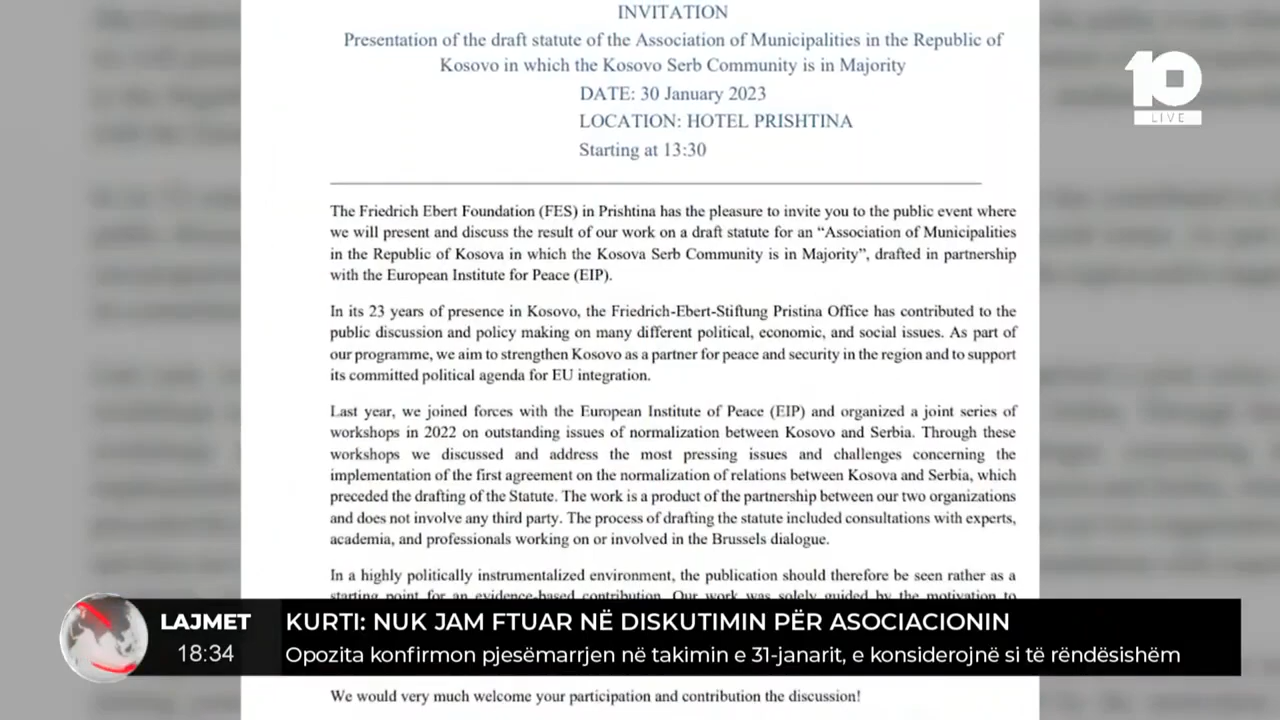 INVITATION
Presentation of the draft statute of the Association of Municipalities in the Republic of
Kosovo in which the Kosovo Serb Community is in Majority
DATE: 30 January 2023
LOCATION: HOTEL PRISHTINA
Starting at 13:30
10
LIVE
The Friedrich Ebert Foundation (FES) in Prishtina has the pleasure to invite you to the public event where
we will present and discuss the result of our work on a draft statute for an “Association of Municipalities
in the Republic of Kosova in which the Kosova Serb Community is in Majority”, drafted in partnership
with the European Institute for Peace (EIP).
In its 23 years of presence in Kosovo, the Friedrich-Ebert-Stiftung Pristina Office has contributed to the
public discussion and policy making on many different political, economic, and social issues. As part of
our programme, we aim to strengthen Kosovo as a partner for peace and security in the region and to support
its committed political agenda for EU integration.
Last year, we joined forces with the European Institute of Peace (EIP) and organized a joint series of
workshops in 2022 on outstanding issues of normalization between Kosovo and Serbia. Through these
workshops we discussed and address the most pressing issues and challenges concerning the
implementation of the first agreement on the normalization of relations between Kosova and Serbia, which
preceded the drafting of the Statute. The work is a product of the partnership between our two organizations
and does not involve any third party. The process of drafting the statute included consultations with experts,
academia, and professionals working on or involved in the Brussels dialogue.
In a highly politically instrumentalized environment, the publication should therefore be seen rather as a
starting point for an evidence-based contribution. Our work was solely guided by the motivation to
LAJMET
18:34
KURTI: NUK JAM FTUAR NË DISKUTIMIN PËR ASOCIACIONIN
Opozita konfirmon pjesëmarrjen në takimin e 31-janarit, e konsiderojnë si të rëndësishëm
We would very much welcome your participation and contribution the discussion!